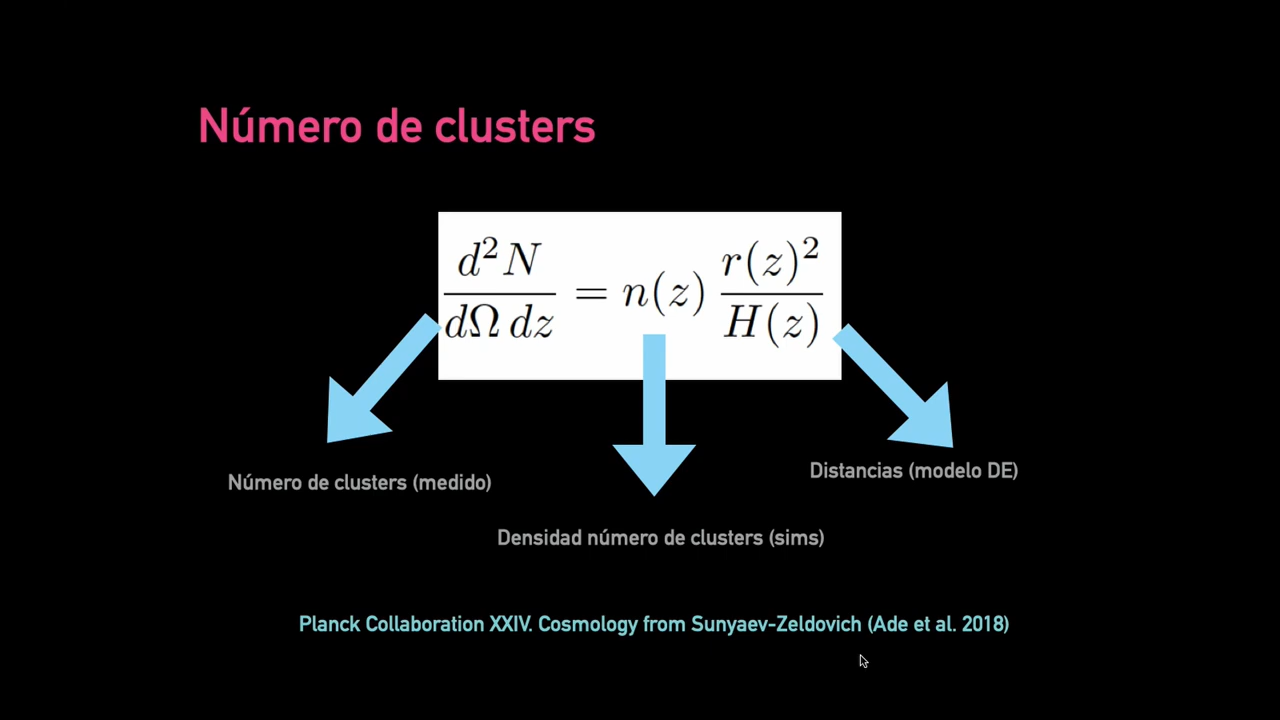 Número de clusters
d²N / dΩ dz = n(z) r(z)² / H(z)
Número de clusters (medido)
Distancias (modelo DE)
Densidad número de clusters (sims)
Planck Collaboration XXIV. Cosmology from Sunyaev-Zeldovich (Ade et al. 2018)